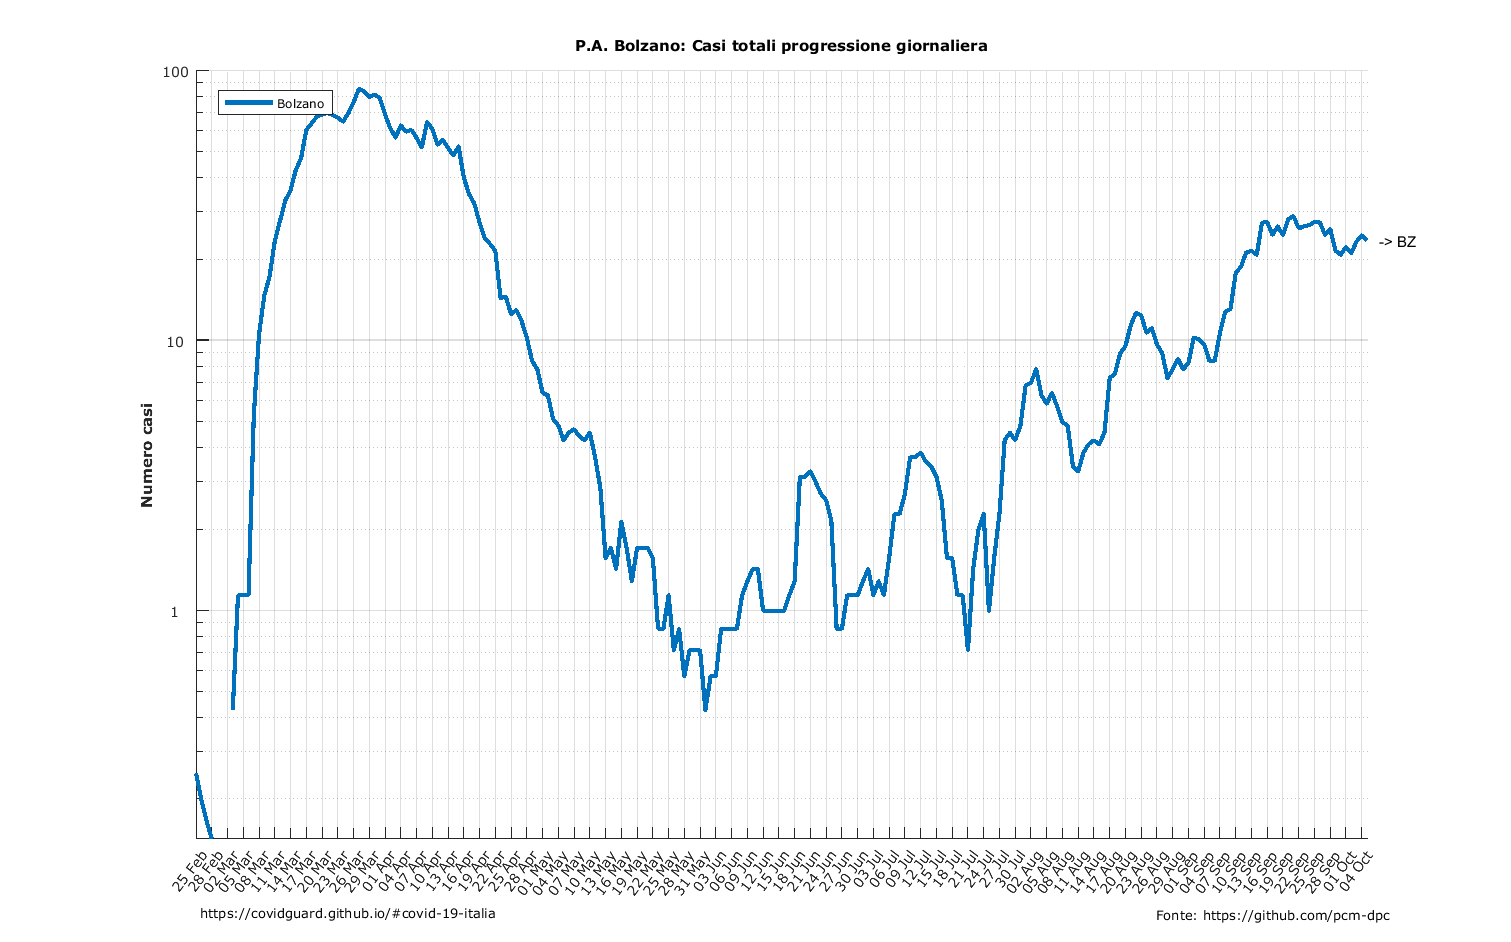 P.A. Bolzano: Casi totali progressione giornaliera
100
Bolzano
-> BZ
10
Numero casi
1
25 Feb
28 Feb
02 Mar
05 Mar
08 Mar
11 Mar
14 Mar
17 Mar
20 Mar
23 Mar
26 Mar
29 Mar
01 Apr
04 Apr
07 Apr
10 Apr
13 Apr
16 Apr
19 Apr
22 Apr
25 Apr
28 Apr
01 May
04 May
07 May
10 May
13 May
16 May
19 May
22 May
25 May
28 May
31 May
03 Jun
06 Jun
09 Jun
12 Jun
15 Jun
18 Jun
21 Jun
24 Jun
27 Jun
30 Jun
03 Jul
06 Jul
09 Jul
12 Jul
15 Jul
18 Jul
21 Jul
24 Jul
27 Jul
30 Jul
02 Aug
05 Aug
08 Aug
11 Aug
14 Aug
17 Aug
20 Aug
23 Aug
26 Aug
29 Aug
01 Sep
04 Sep
07 Sep
10 Sep
13 Sep
16 Sep
19 Sep
22 Sep
25 Sep
28 Sep
01 Oct
04 Oct
https://covidguard.github.io/#covid-19-italia
Fonte: https://github.com/pcm-dpc